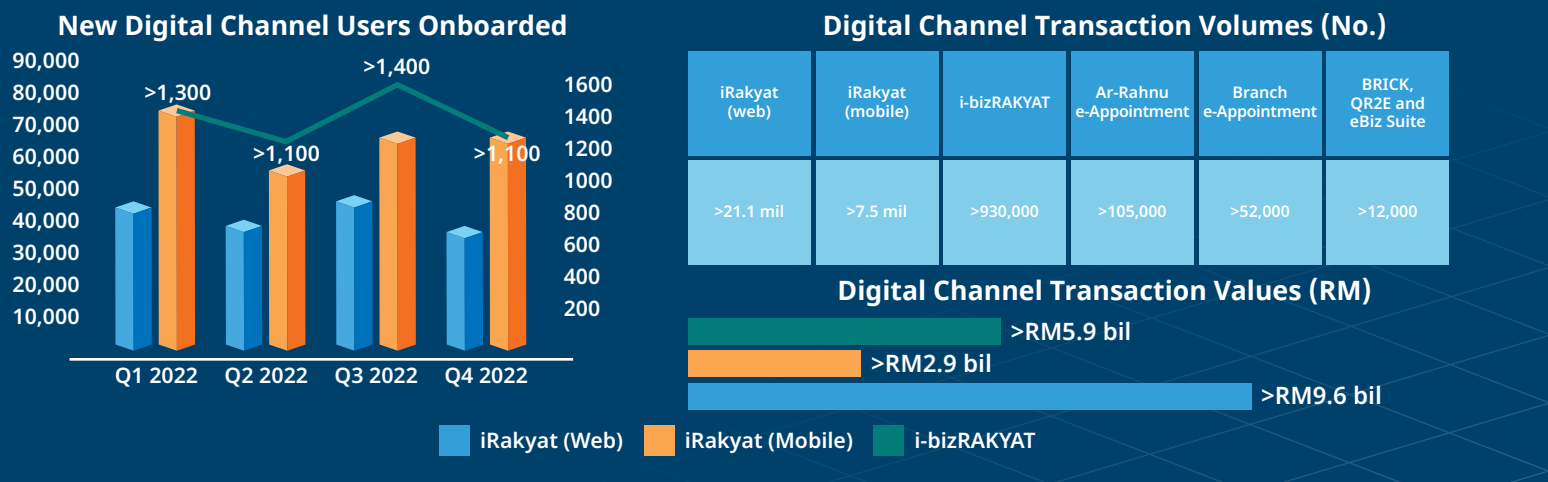 New Digital Channel Users Onboarded
90,000
80,000
70,000
60,000
50,000
40,000
30,000
20,000
10,000
>1,300
>1,100
>1,400
>1,100
1600
1400
1200
1000
800
600
400
200
Q1 2022
Q2 2022
Q3 2022
Q4 2022
Digital Channel Transaction Volumes (No.)
iRakyat
(web)
iRakyat
(mobile)
i-bizRAKYAT
Ar-Rahnu
e-Appointment
Branch
e-Appointment
BRICK,
QR2E and
eBiz Suite
>21.1 mil
>7.5 mil
>930,000
>105,000
>52,000
>12,000
Digital Channel Transaction Values (RM)
>RM5.9 bil
>RM2.9 bil
>RM9.6 bil
iRakyat (Web)
iRakyat (Mobile)
i-bizRAKYAT